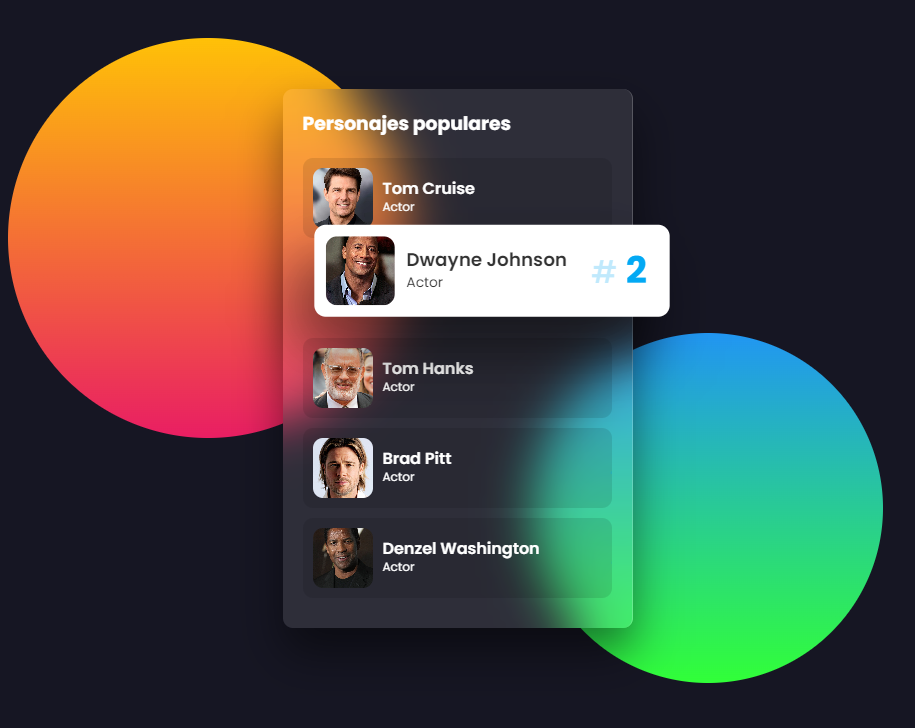 Personajes populares
Tom Cruise
Actor
Dwayne Johnson
Actor
# 2
Tom Hanks
Actor
Brad Pitt
Actor
Denzel Washington
Actor